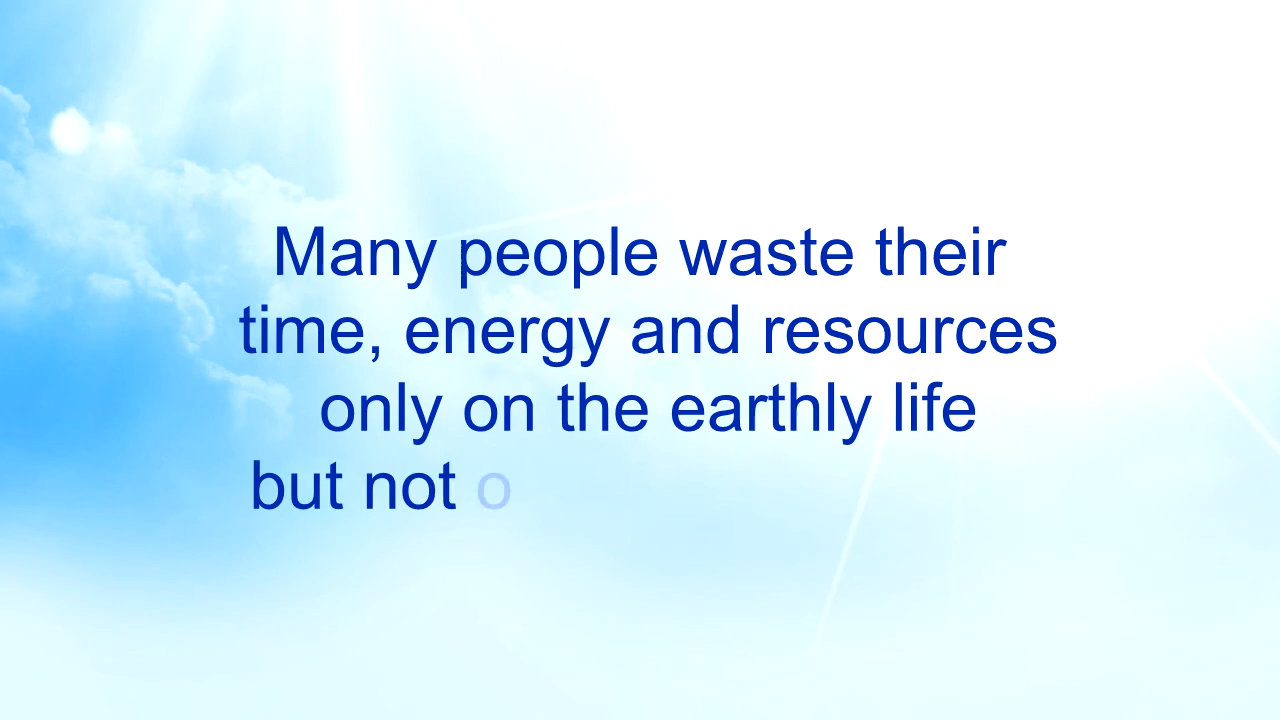 Many people waste their
time, energy and resources
only on the earthly life
but not o